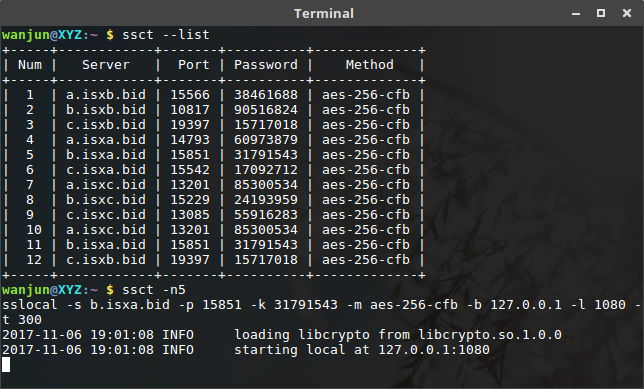 Terminal
wanjun@XYZ:~ $ ssct --list
+-----+------------+-------+----------+-------------+
| Num |   Server   |  Port | Password |    Method   |
+-----+------------+-------+----------+-------------+
|  1  | a.isxb.bid | 15566 | 38461688 | aes-256-cfb |
|  2  | b.isxb.bid | 10817 | 90516824 | aes-256-cfb |
|  3  | c.isxb.bid | 19397 | 15717018 | aes-256-cfb |
|  4  | a.isxa.bid | 14793 | 60973879 | aes-256-cfb |
|  5  | b.isxa.bid | 15851 | 31791543 | aes-256-cfb |
|  6  | c.isxa.bid | 15542 | 17092712 | aes-256-cfb |
|  7  | a.isxc.bid | 13201 | 85300534 | aes-256-cfb |
|  8  | b.isxc.bid | 15229 | 24193959 | aes-256-cfb |
|  9  | c.isxc.bid | 13085 | 55916283 | aes-256-cfb |
|  10 | a.isxc.bid | 13201 | 85300534 | aes-256-cfb |
|  11 | b.isxa.bid | 15851 | 31791543 | aes-256-cfb |
|  12 | c.isxb.bid | 19397 | 15717018 | aes-256-cfb |
+-----+------------+-------+----------+-------------+
wanjun@XYZ:~ $ ssct -n5
sslocal -s b.isxa.bid -p 15851 -k 31791543 -m aes-256-cfb -b 127.0.0.1 -l 1080 -
t 300
2017-11-06 19:01:08 INFO     loading libcrypto from libcrypto.so.1.0.0
2017-11-06 19:01:08 INFO     starting local at 127.0.0.1:1080